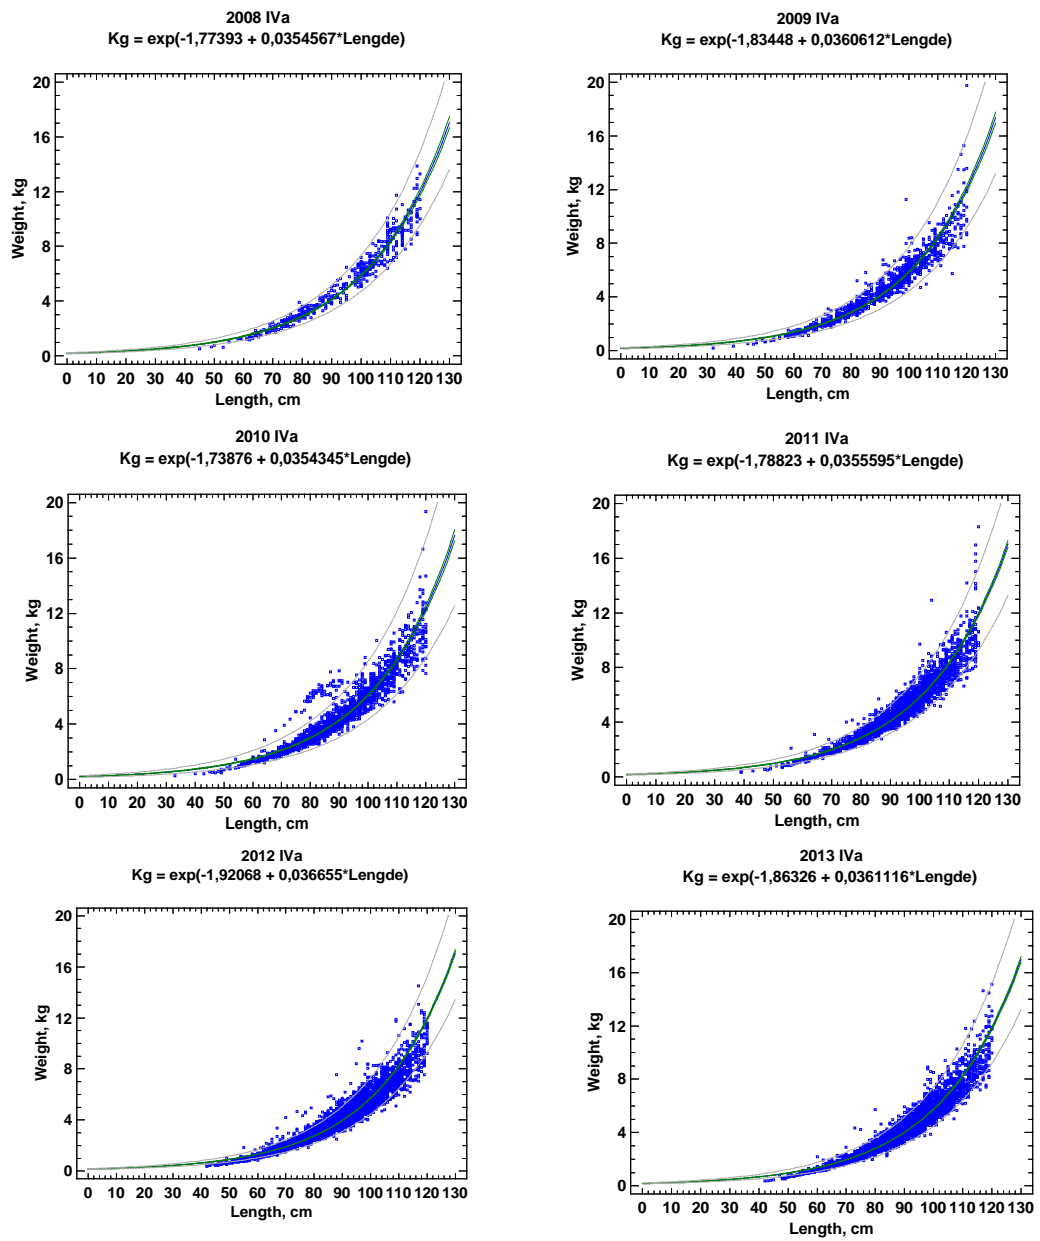 2008 IVa
Kg = exp(-1,77393 + 0,0354567*Lengde)
20
16
12
8
4
0
Weight, kg
0 10 20 30 40 50 60 70 80 90 100 110 120 130
Length, cm
2009 IVa
Kg = exp(-1,83448 + 0,0360612*Lengde)
20
16
12
8
4
0
Weight, kg
0 10 20 30 40 50 60 70 80 90 100 110 120 130
Length, cm
2010 IVa
Kg = exp(-1,73876 + 0,0354345*Lengde)
20
16
12
8
4
0
Weight, kg
0 10 20 30 40 50 60 70 80 90 100 110 120 130
Length, cm
2011 IVa
Kg = exp(-1,78823 + 0,0355595*Lengde)
20
16
12
8
4
0
Weight, kg
0 10 20 30 40 50 60 70 80 90 100 110 120 130
Length, cm
2012 IVa
Kg = exp(-1,92068 + 0,036655*Lengde)
20
16
12
8
4
0
Weight, kg
0 10 20 30 40 50 60 70 80 90 100 110 120 130
Length, cm
2013 IVa
Kg = exp(-1,86326 + 0,0361116*Lengde)
20
16
12
8
4
0
Weight, kg
0 10 20 30 40 50 60 70 80 90 100 110 120 130
Length, cm